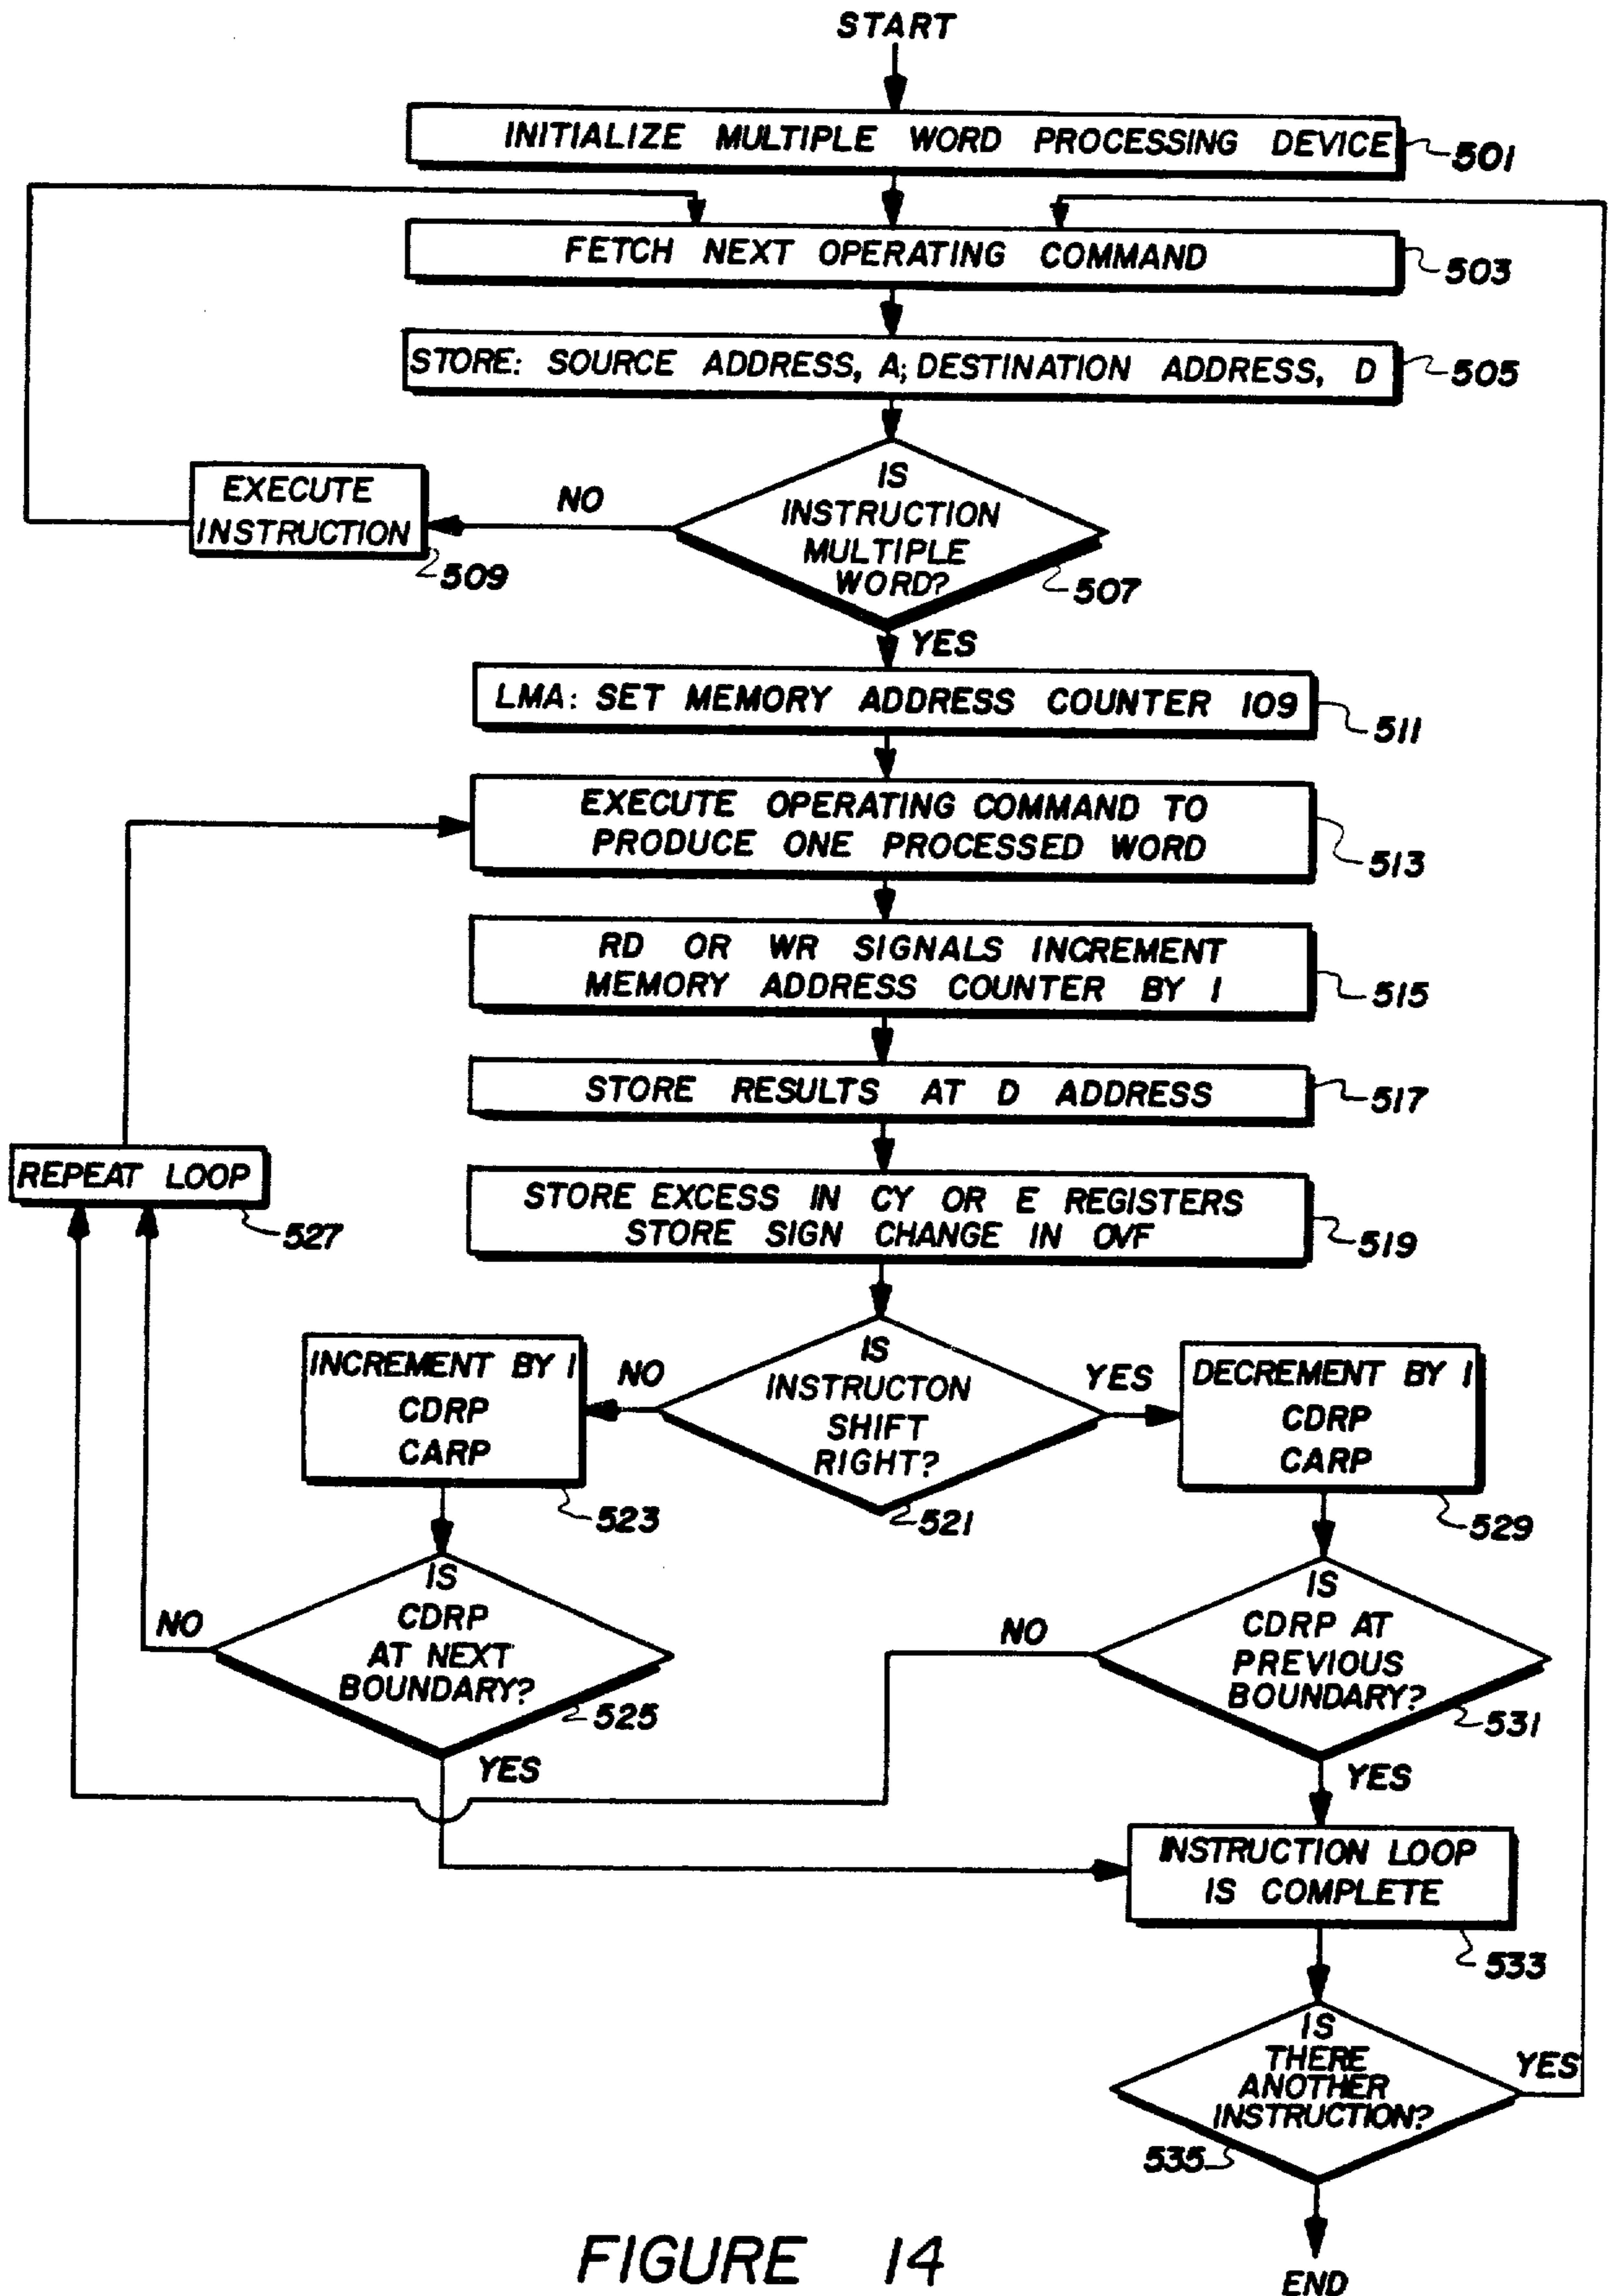 START
INITIALIZE MULTIPLE WORD PROCESSING DEVICE
501
FETCH NEXT OPERATING COMMAND
503
STORE: SOURCE ADDRESS, A; DESTINATION ADDRESS, D
505
IS
INSTRUCTION
MULTIPLE
WORD?
507
NO
EXECUTE
INSTRUCTION
509
YES
LMA: SET MEMORY ADDRESS COUNTER 109
511
EXECUTE OPERATING COMMAND TO
PRODUCE ONE PROCESSED WORD
513
RD OR WR SIGNALS INCREMENT
MEMORY ADDRESS COUNTER BY 1
515
STORE RESULTS AT D ADDRESS
517
REPEAT LOOP
527
STORE EXCESS IN CY OR E REGISTERS
STORE SIGN CHANGE IN OVF
519
IS
INSTRUCTON
SHIFT
RIGHT?
521
NO
INCREMENT BY 1
CDRP
CARP
523
YES
DECREMENT BY 1
CDRP
CARP
529
IS
CDRP
AT NEXT
BOUNDARY?
525
NO
YES
IS
CDRP AT
PREVIOUS
BOUNDARY?
531
NO
YES
INSTRUCTION LOOP
IS COMPLETE
533
IS
THERE
ANOTHER
INSTRUCTION?
535
YES
END
FIGURE 14